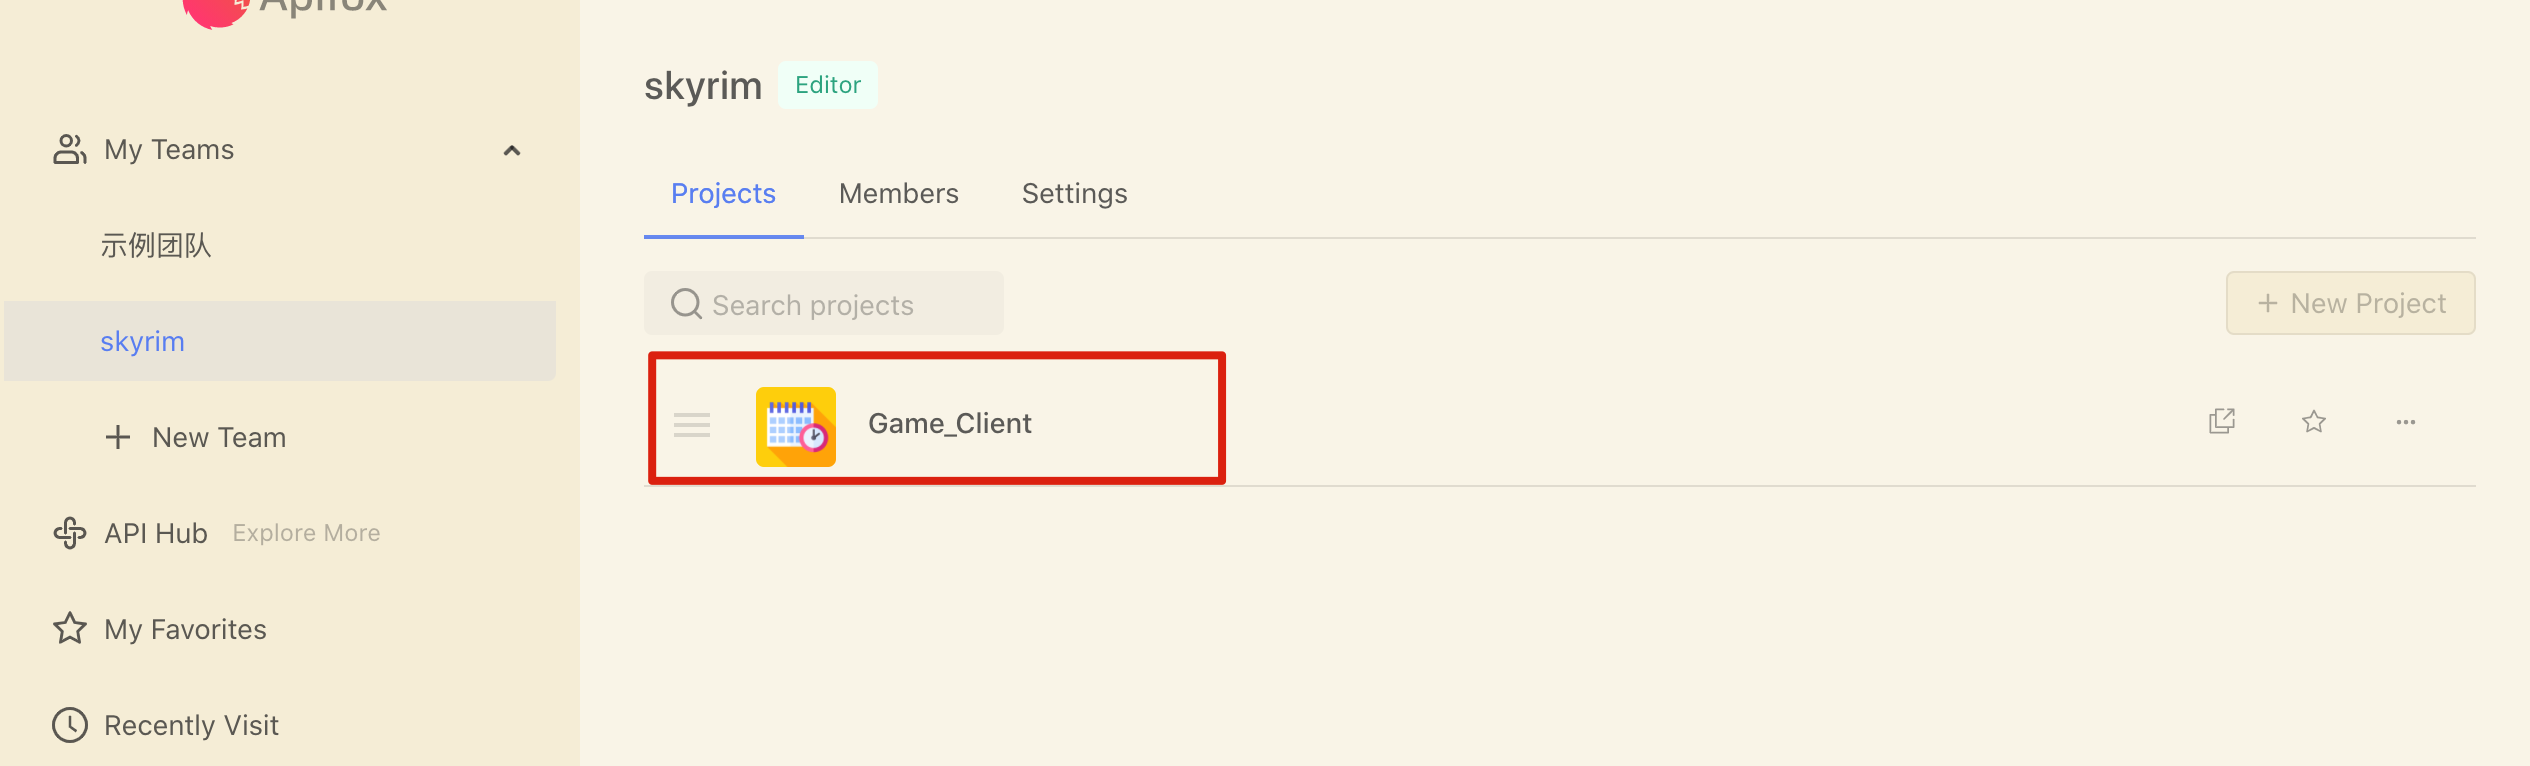 My Teams
示例团队
skyrim
New Team
API Hub Explore More
My Favorites
Recently Visit
skyrim Editor
Projects Members Settings
Search projects
+ New Project
Game_Client